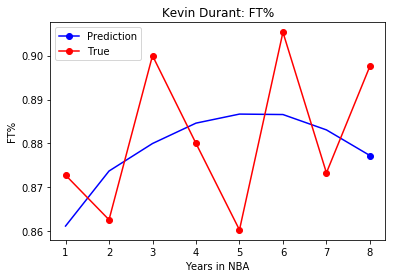 Kevin Durant: FT%
Prediction
True
FT%
0.90
0.89
0.88
0.87
0.86
1 2 3 4 5 6 7 8
Years in NBA